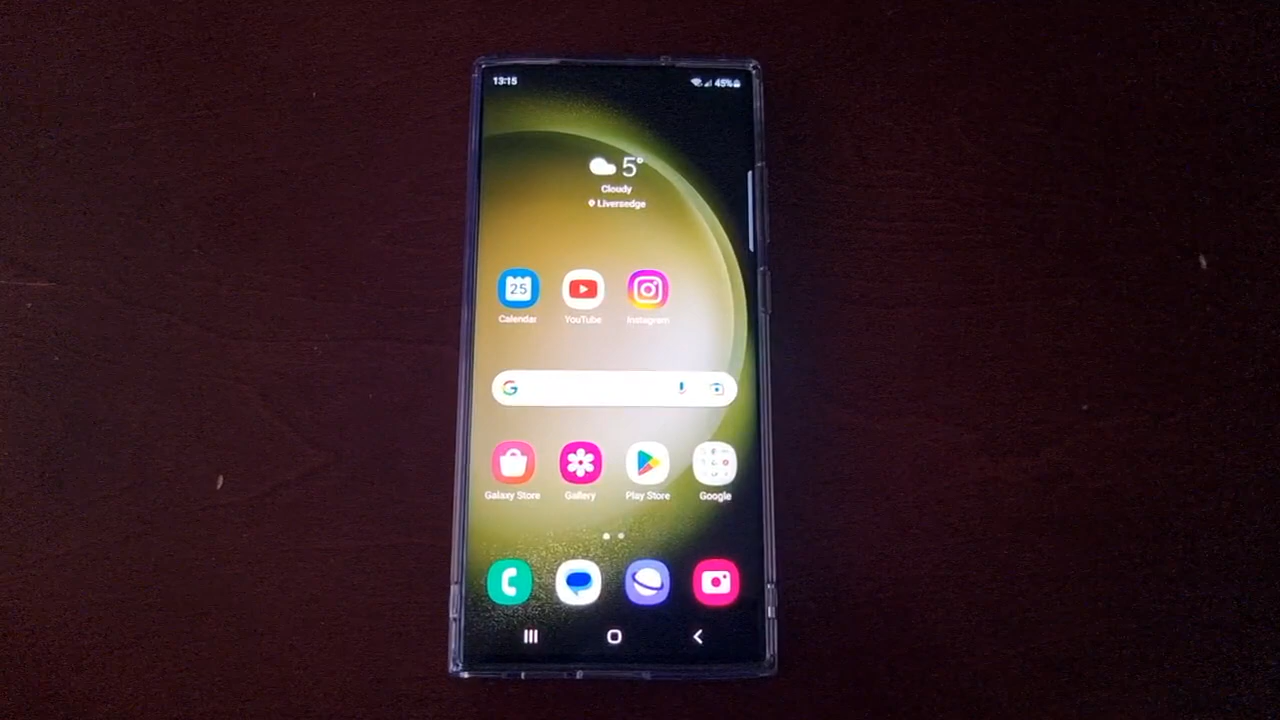 13:15
45%
5°
Cloudy
Liversedge
25
Calendar
YouTube
Instagram
G
Galaxy Store
Gallery
Play Store
Google